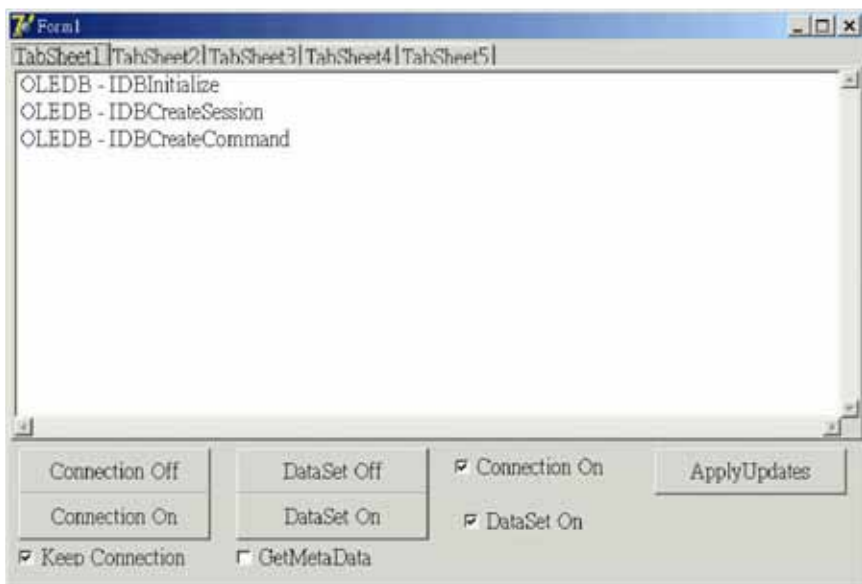 Form1
TabSheet1 TabSheet2 TabSheet3 TabSheet4 TabSheet5
OLEDB - IDBInitialize
OLEDB - IDBCreateSession
OLEDB - IDBCreateCommand
Connection Off DataSet Off Connection On ApplyUpdates
Connection On DataSet On DataSet On
Keep Connection GetMetaData